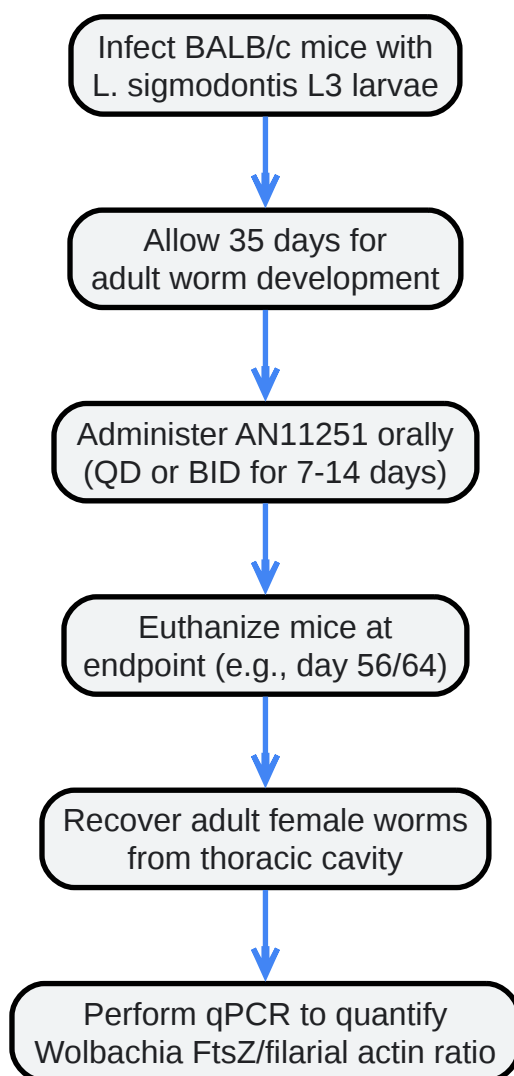 Infect BALB/c mice with
L. sigmodontis L3 larvae
Allow 35 days for
adult worm development
Administer AN11251 orally
(QD or BID for 7-14 days)
Euthanize mice at
endpoint (e.g., day 56/64)
Recover adult female worms
from thoracic cavity
Perform qPCR to quantify
Wolbachia FtsZ/filarial actin ratio